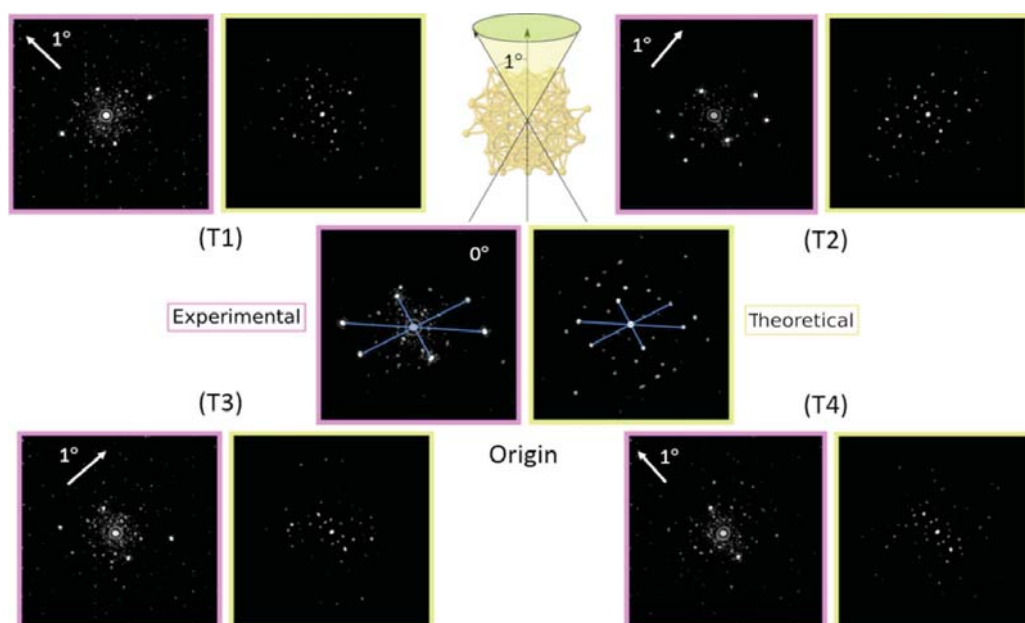 1°
1°
1°
(T1)
(T2)
0°
Experimental
Theoretical
(T3)
(T4)
Origin
1°
1°